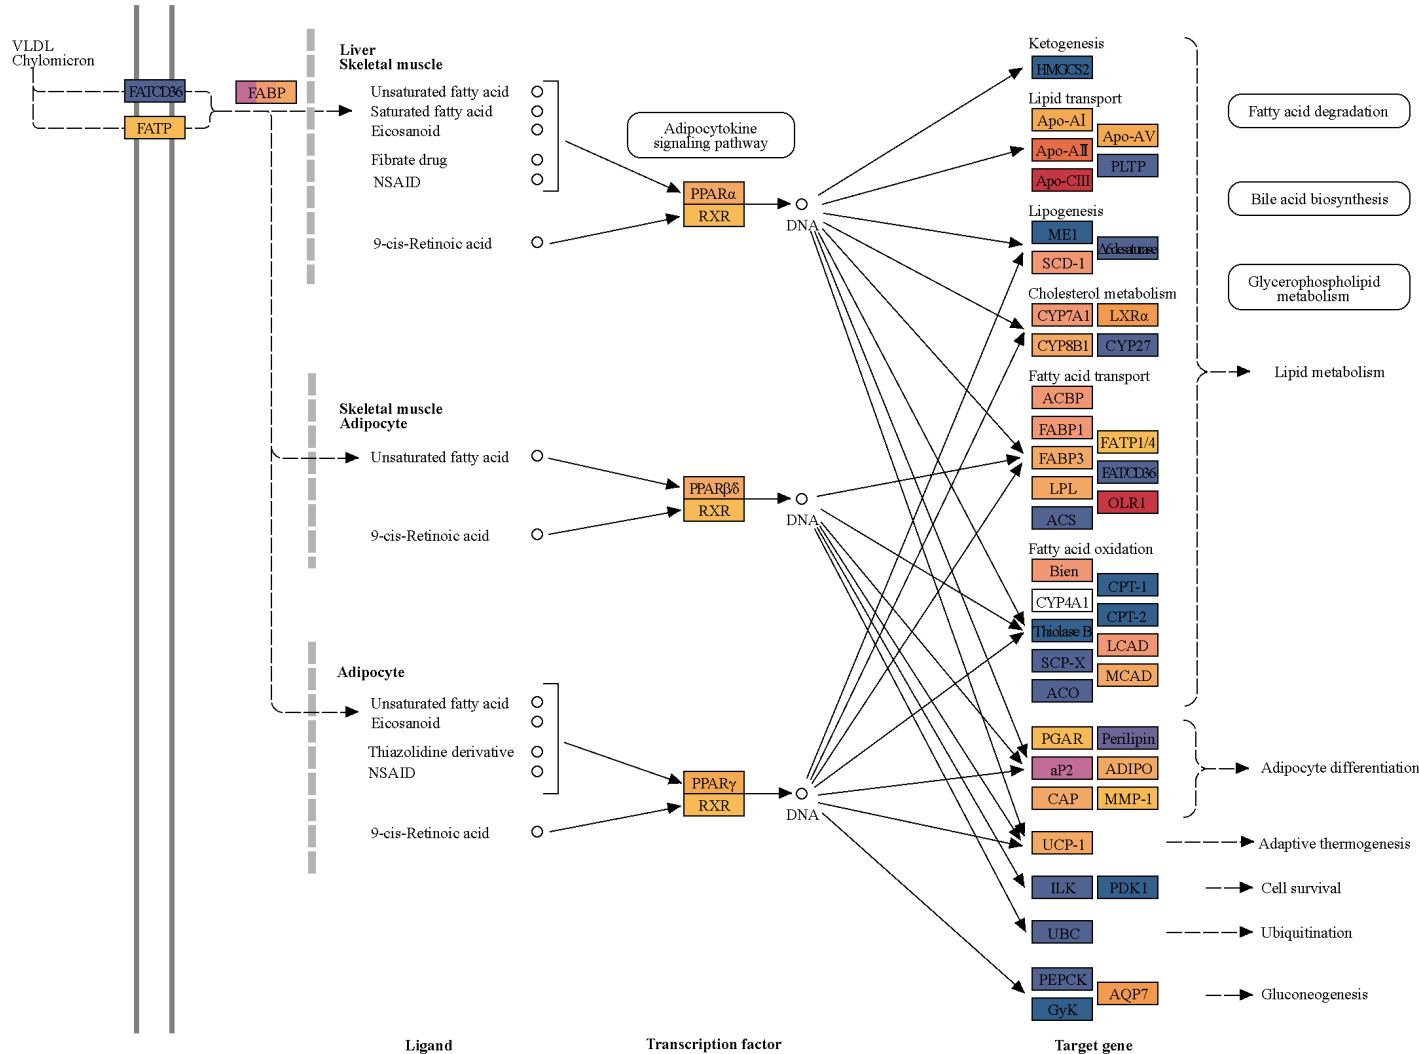 VLDL
Chylomicron
FATCD36
FATP
FABP
Liver
Skeletal muscle
Unsaturated fatty acid
Saturated fatty acid
Eicosanoid
Fibrate drug
NSAID
9-cis-Retinoic acid
Adipocytokine
signaling pathway
PPARα
RXR
DNA
Skeletal muscle
Adipocyte
Unsaturated fatty acid
9-cis-Retinoic acid
PPARβ/δ
RXR
DNA
Adipocyte
Unsaturated fatty acid
Eicosanoid
Thiazolidine derivative
NSAID
9-cis-Retinoic acid
PPARγ
RXR
DNA
Ketogenesis
HMGCS2
Lipid transport
Apo-AI
Apo-AV
Apo-AII
PLTP
Apo-CIII
Lipogenesis
ME1
Δ6desaturase
SCD-1
Cholesterol metabolism
CYP7A1
LXRα
CYP8B1
CYP27
Fatty acid transport
ACBP
FABP1
FATP1/4
FABP3
FATCD36
LPL
OLR1
ACS
Fatty acid oxidation
Bien
CPT-1
CYP4A1
CPT-2
Thiolase B
LCAD
SCP-X
MCAD
ACO
PGAR
Perilipin
aP2
ADIPO
CAP
MMP-1
UCP-1
ILK
PDK1
UBC
PEPCK
AQP7
GyK
Fatty acid degradation
Bile acid biosynthesis
Glycerophospholipid
metabolism
Lipid metabolism
Adipocyte differentiation
Adaptive thermogenesis
Cell survival
Ubiquitination
Gluconeogenesis
Ligand
Transcription factor
Target gene